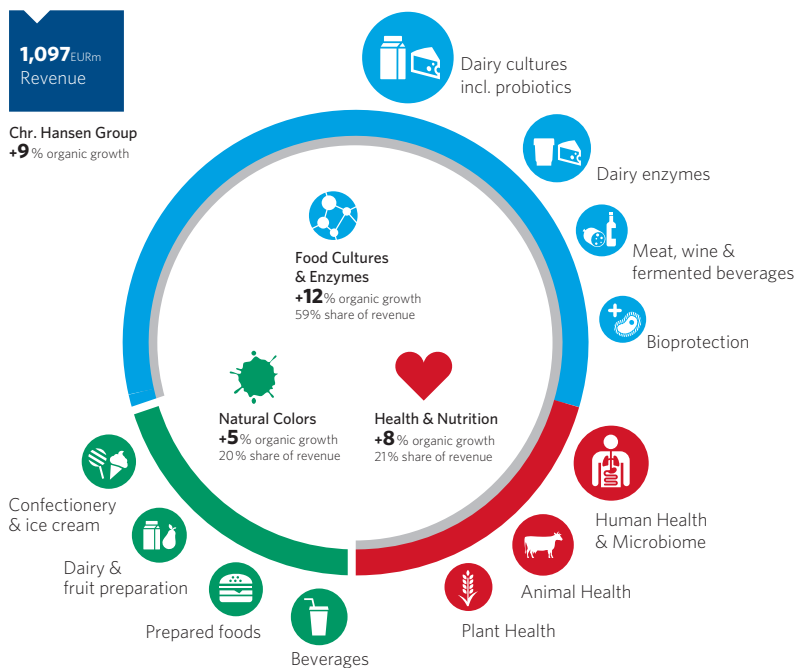 1,097 EURm
Revenue
Chr. Hansen Group
+9% organic growth
Dairy cultures
incl. probiotics
Dairy enzymes
Meat, wine &
fermented beverages
Bioprotection
Food Cultures
& Enzymes
+12% organic growth
59% share of revenue
Natural Colors
+5% organic growth
20% share of revenue
Health & Nutrition
+8% organic growth
21% share of revenue
Confectionery
& ice cream
Dairy &
fruit preparation
Prepared foods
Beverages
Human Health
& Microbiome
Animal Health
Plant Health